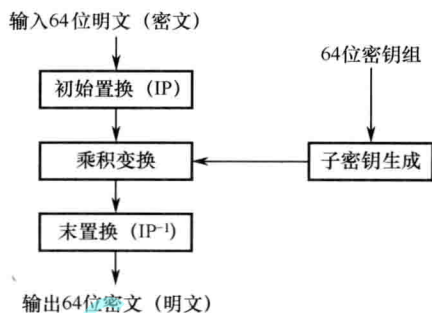 输入64位明文（密文）
64位密钥组
初始置换（IP）
乘积变换
子密钥生成
末置换（IP⁻¹）
输出64位密文（明文）